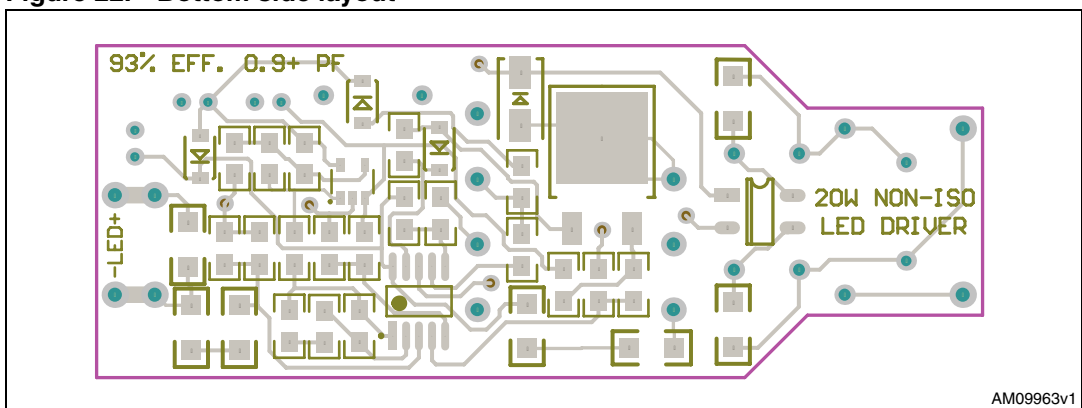 Figure 22. Bottom side layout
93% EFF. 0.9+ PF
-LED+
20W NON-ISO
LED DRIVER
AM09963v1